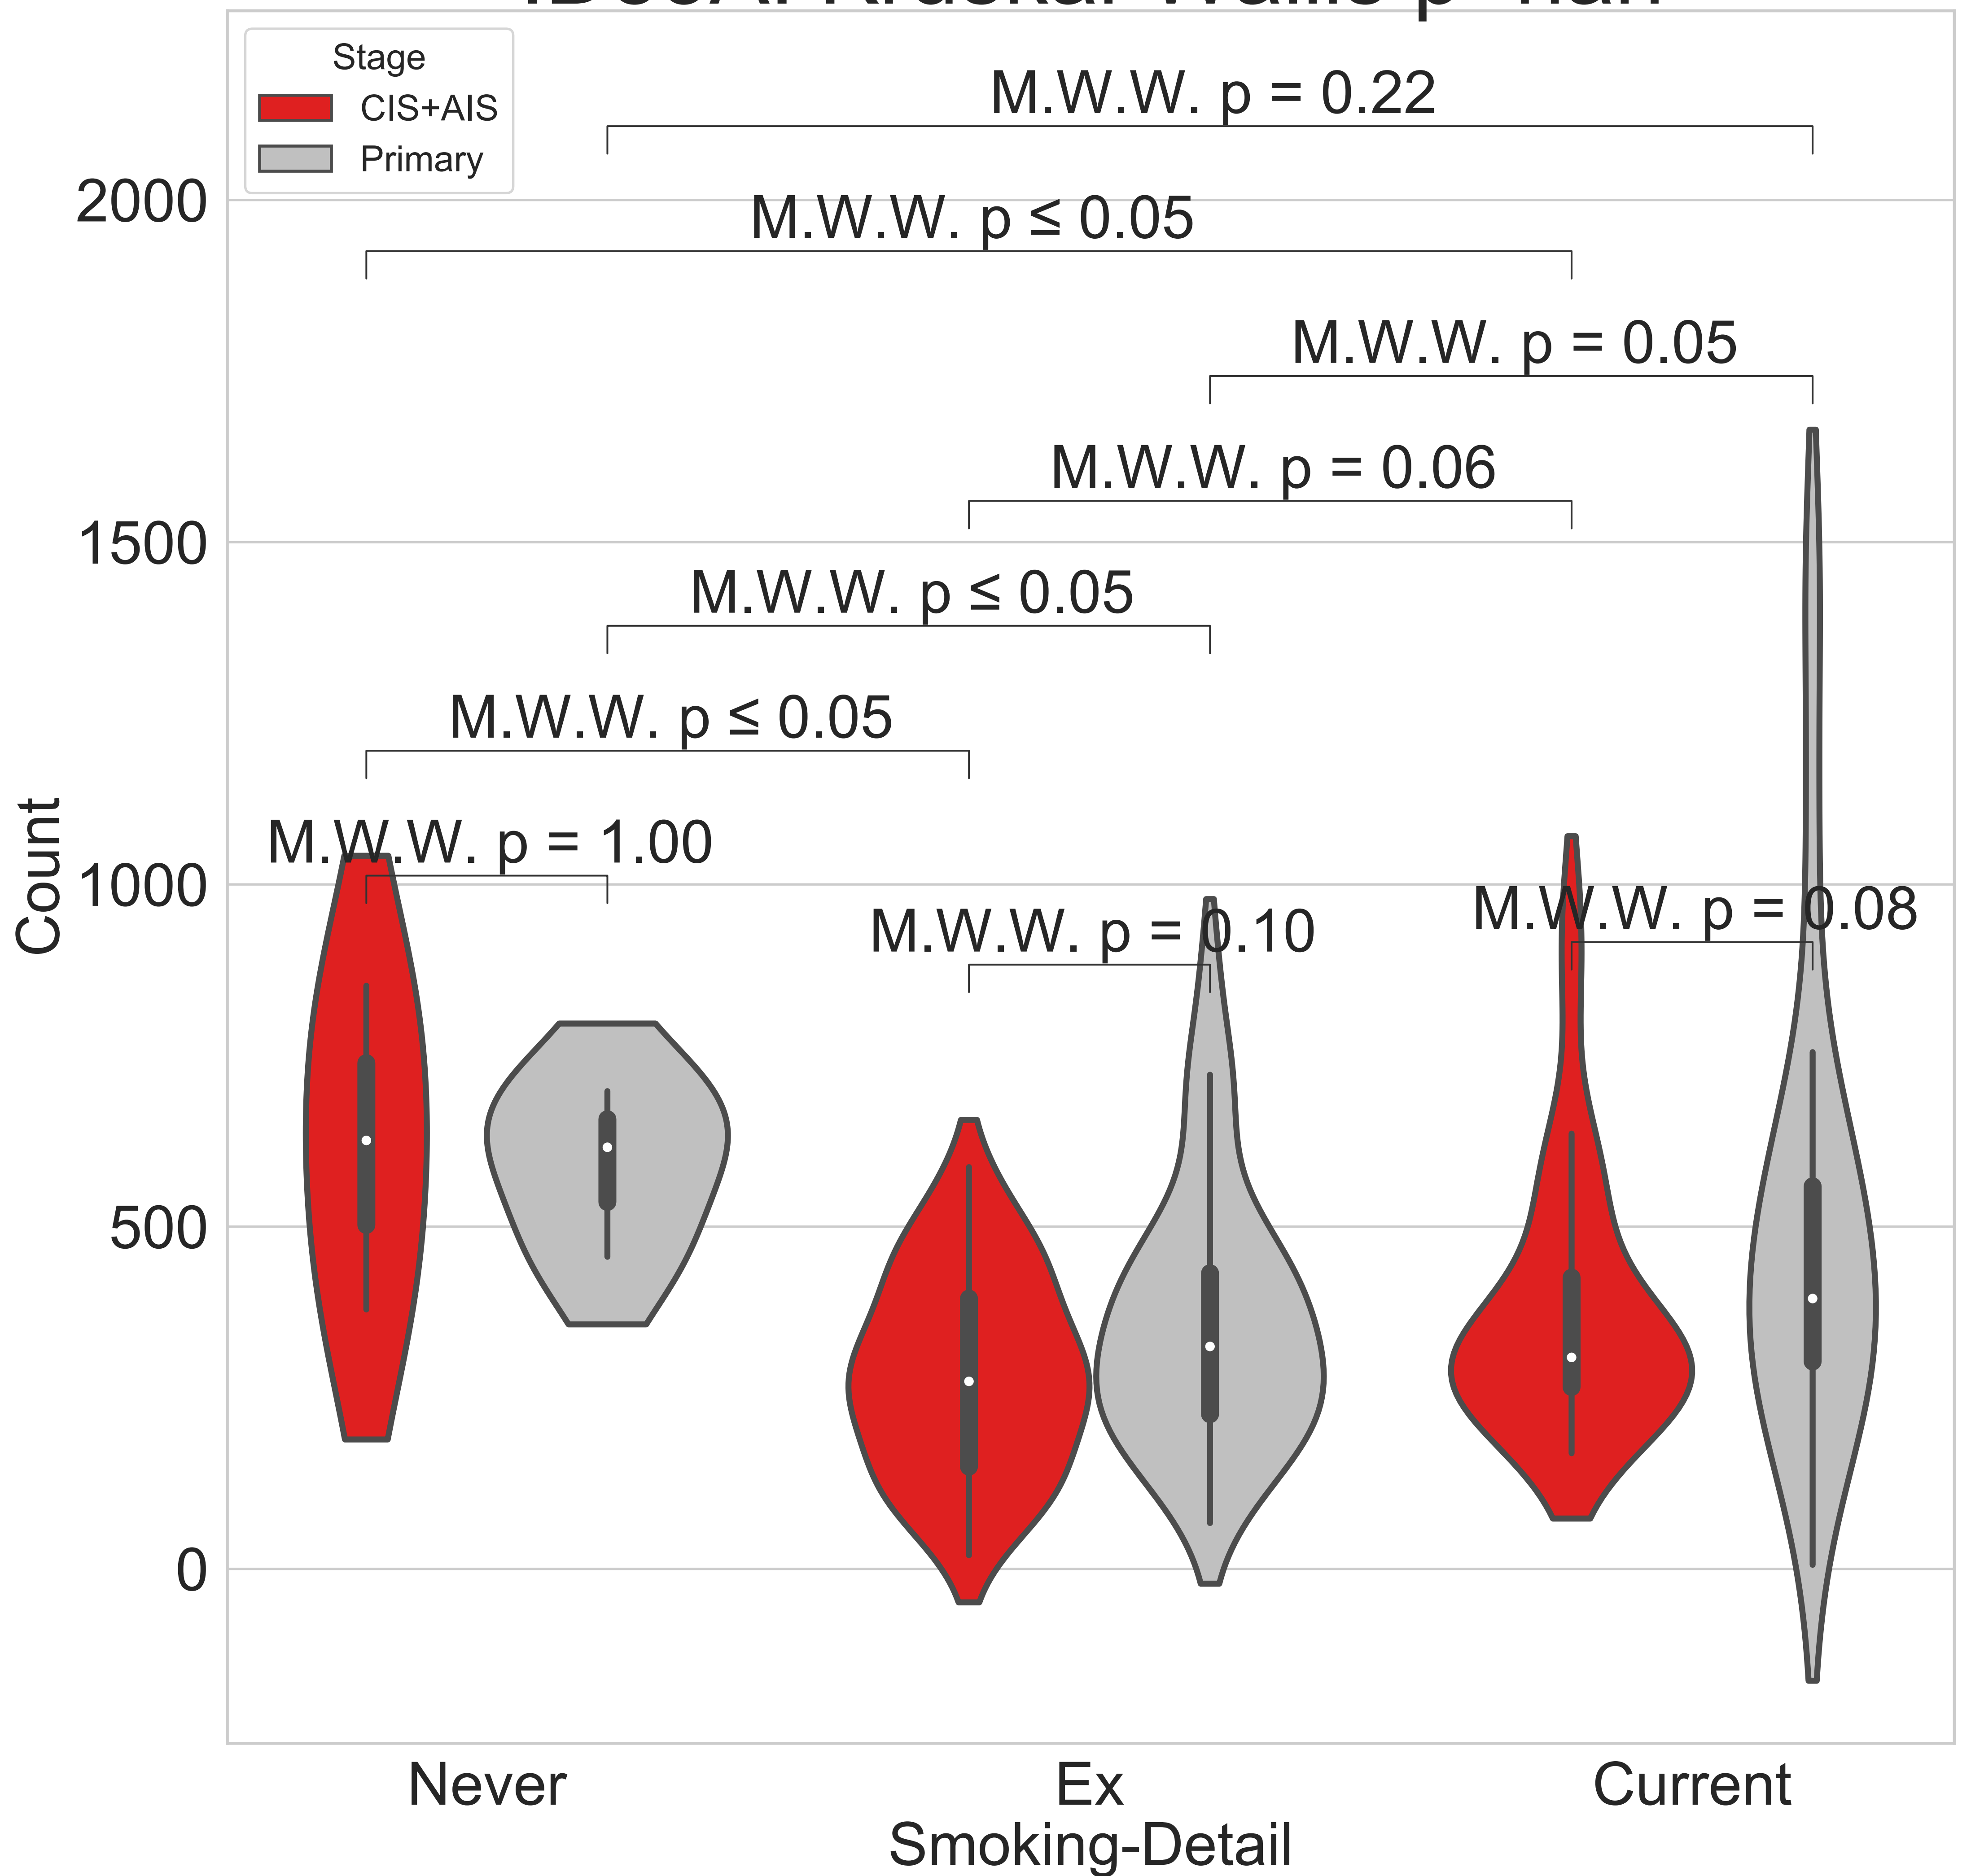 Stage
CIS+AIS
Primary
M.W.W. p = 0.22
2000
M.W.W. p ≤ 0.05
M.W.W. p = 0.05
M.W.W. p = 0.06
1500
M.W.W. p ≤ 0.05
M.W.W. p ≤ 0.05
M.W.W. p = 1.00
1000
M.W.W. p = 0.10
M.W.W. p = 0.08
Count
500
0
Never
Ex
Current
Smoking-Detail